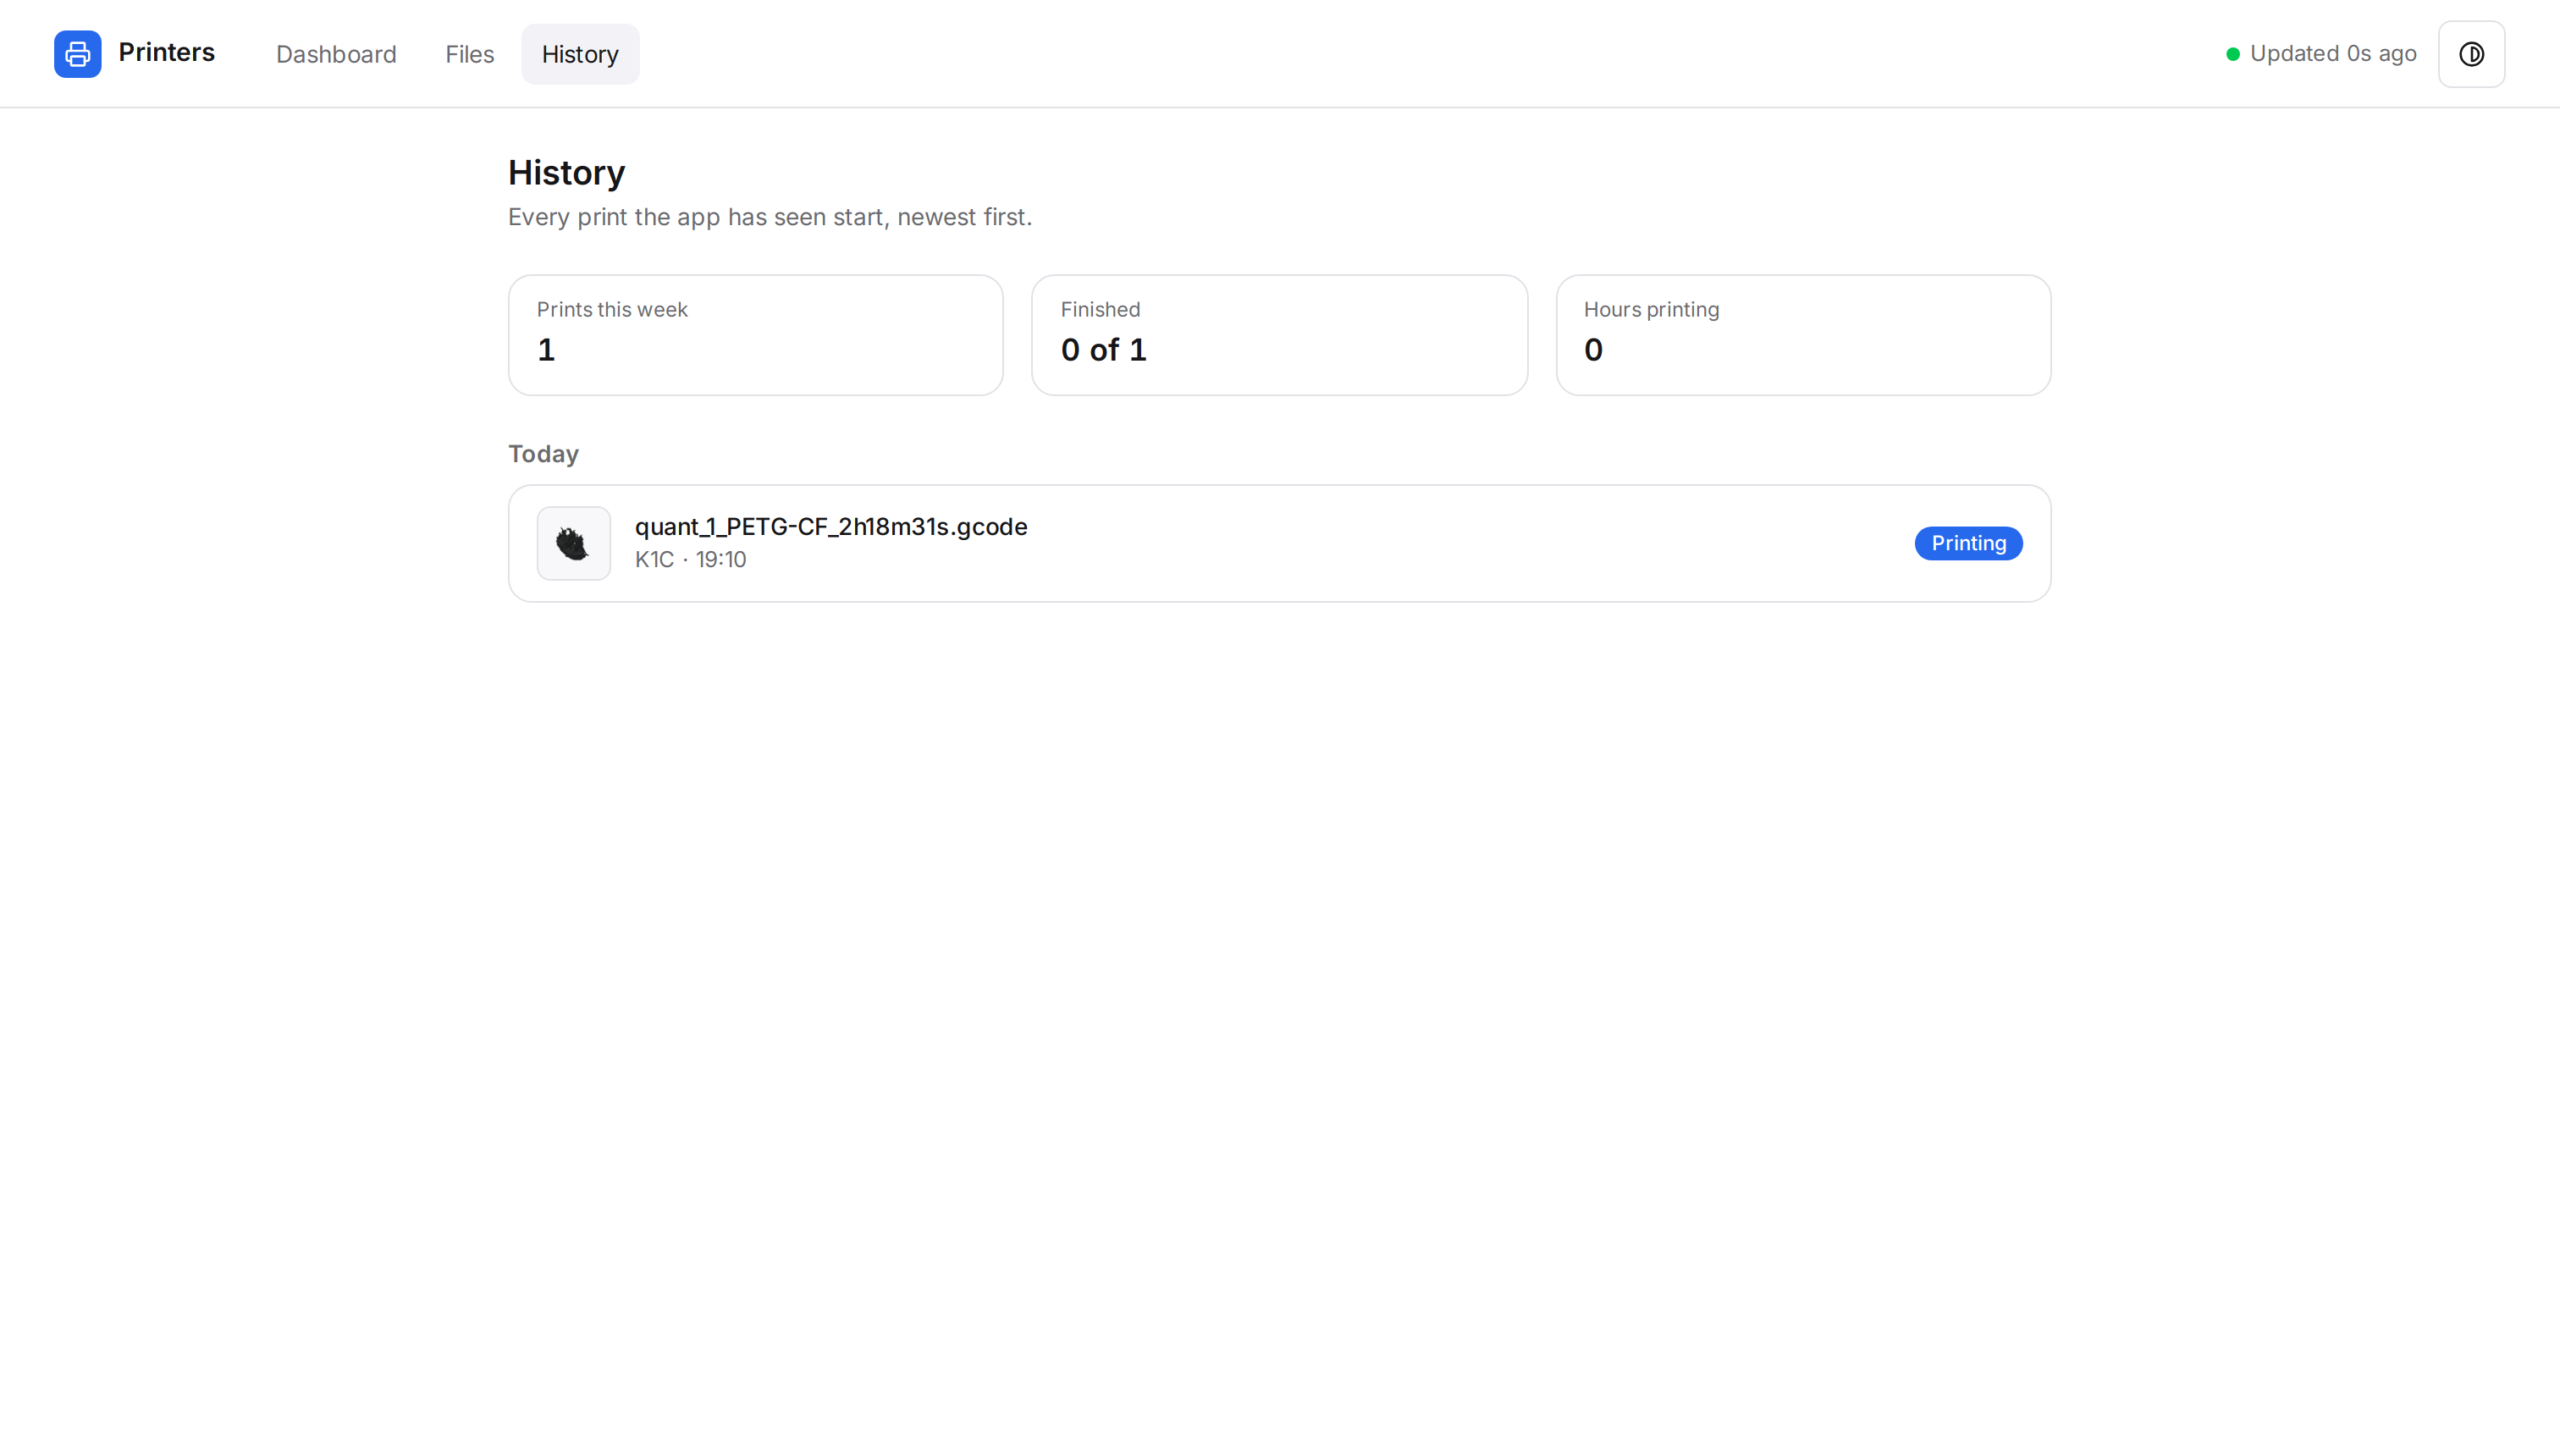 Printers
Dashboard
Files
History
Updated 0s ago
History
Every print the app has seen start, newest first.
Prints this week
1
Finished
0 of 1
Hours printing
0
Today
quant_1_PETG-CF_2h18m31s.gcode
K1C · 19:10
Printing